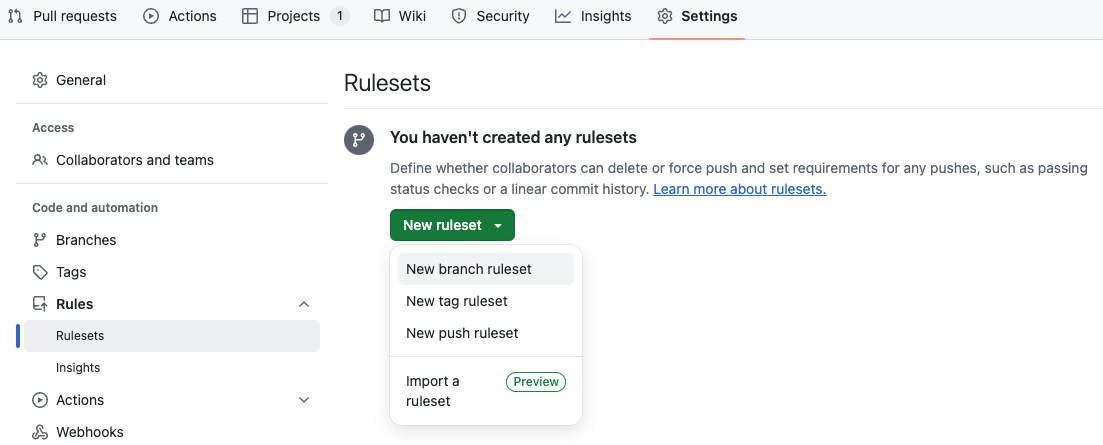 Pull requests Actions Projects 1 Wiki Security Insights Settings
General
Access
Collaborators and teams
Code and automation
Branches
Tags
Rules
Rulesets
Insights
Actions
Webhooks
Rulesets
You haven't created any rulesets
Define whether collaborators can delete or force push and set requirements for any pushes, such as passing
status checks or a linear commit history. Learn more about rulesets.
New ruleset
New branch ruleset
New tag ruleset
New push ruleset
Import a
ruleset
Preview